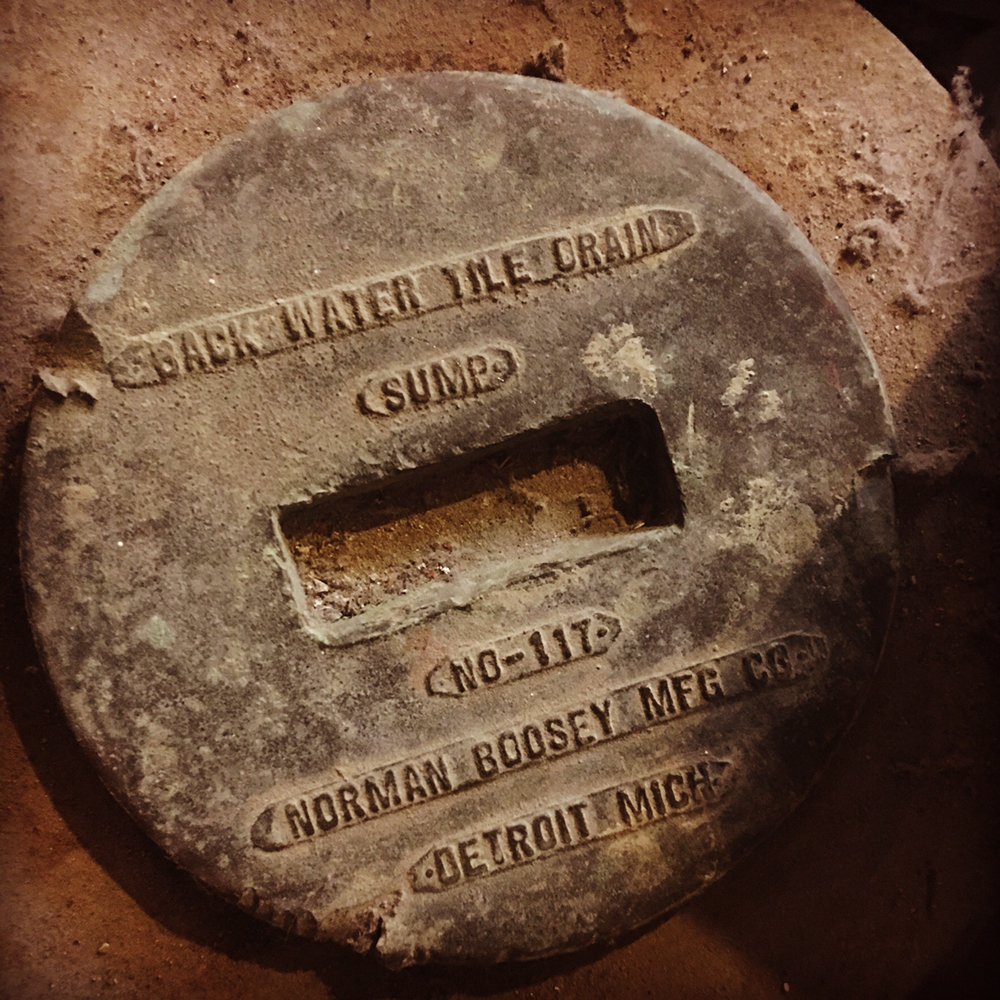 BACK WATER TILE DRAIN
SUMP
NO-117
NORMAN BOOSEY MFG CO.
DETROIT MICH